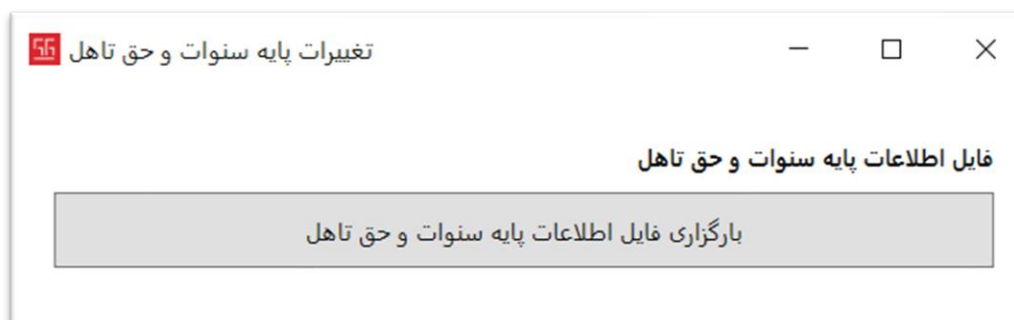 تغییرات پایه سنوات و حق تاهل
فایل اطلاعات پایه سنوات و حق تاهل
بارگزاری فایل اطلاعات پایه سنوات و حق تاهل